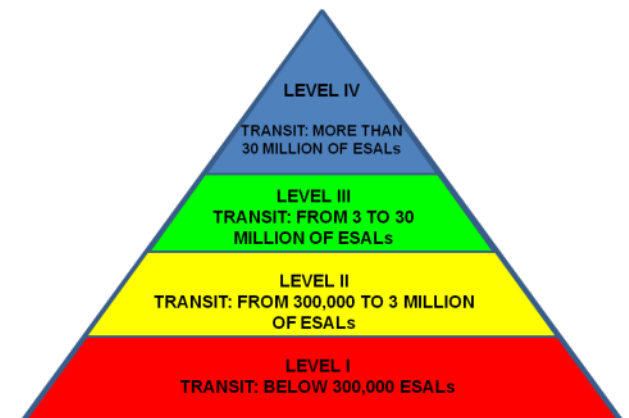 LEVEL IV
TRANSIT: MORE THAN
30 MILLION OF ESALs
LEVEL III
TRANSIT: FROM 3 TO 30
MILLION OF ESALs
LEVEL II
TRANSIT: FROM 300,000 TO 3 MILLION
OF ESALs
LEVEL I
TRANSIT: BELOW 300,000 ESALs